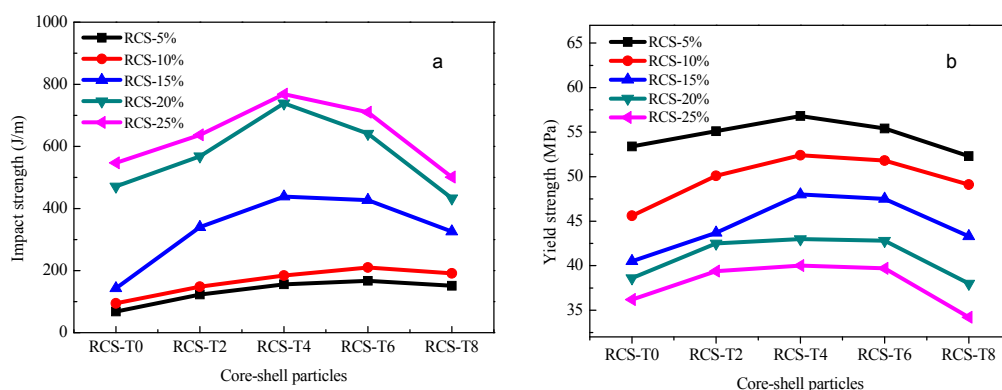 1000
800
600
400
200
0
Impact strength (J/m)
RCS-5%
RCS-10%
RCS-15%
RCS-20%
RCS-25%
a
RCS-T0 RCS-T2 RCS-T4 RCS-T6 RCS-T8
Core-shell particles
65
60
55
50
45
40
35
Yield strength (MPa)
RCS-5%
RCS-10%
RCS-15%
RCS-20%
RCS-25%
b
RCS-T0 RCS-T2 RCS-T4 RCS-T6 RCS-T8
Core-shell particles